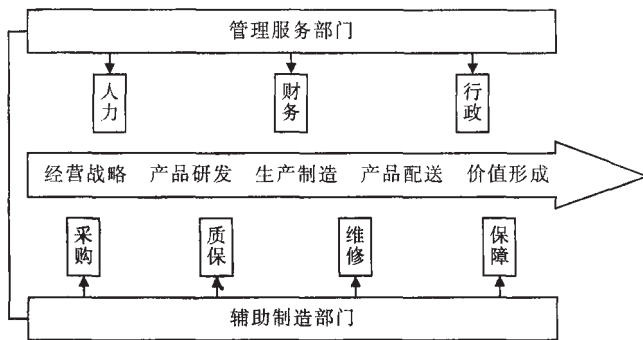 管理服务部门
人力
财务
行政
经营战略 产品研发 生产制造 产品配送 价值形成
采购
质保
维修
保障
辅助制造部门